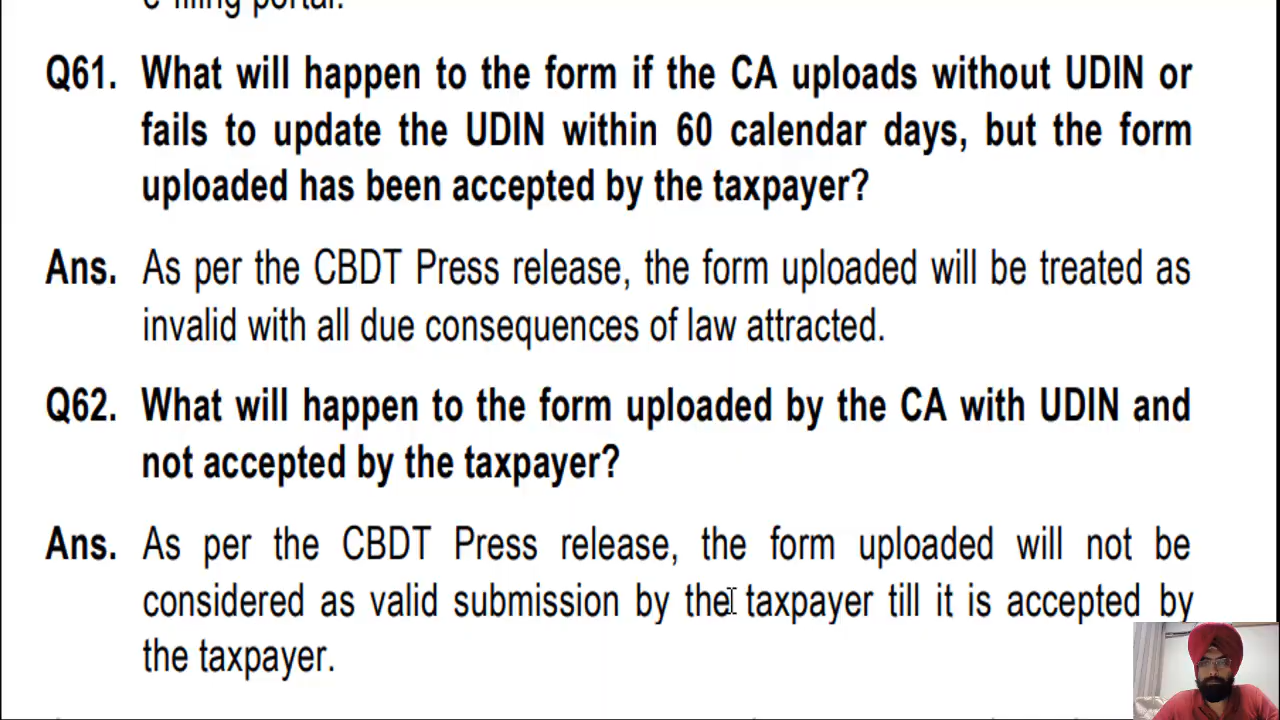 e-filing portal.
Q61. What will happen to the form if the CA uploads without UDIN or
fails to update the UDIN within 60 calendar days, but the form
uploaded has been accepted by the taxpayer?
Ans. As per the CBDT Press release, the form uploaded will be treated as
invalid with all due consequences of law attracted.
Q62. What will happen to the form uploaded by the CA with UDIN and
not accepted by the taxpayer?
Ans. As per the CBDT Press release, the form uploaded will not be
considered as valid submission by the taxpayer till it is accepted by
the taxpayer.